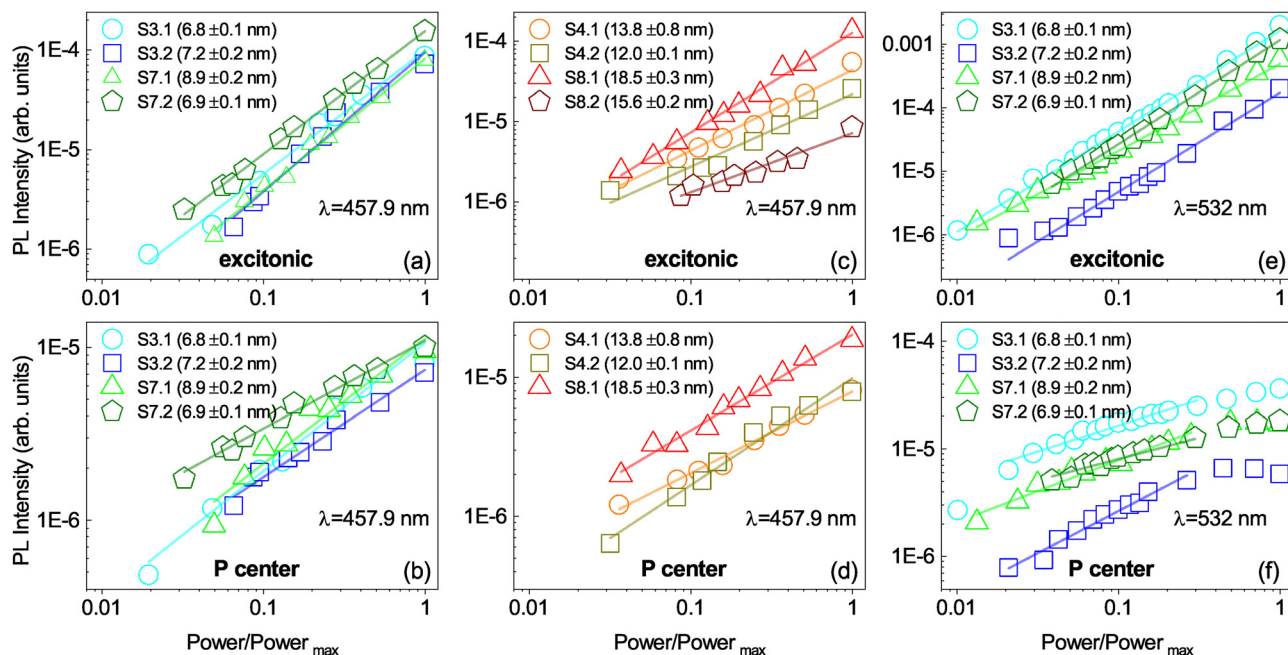 PL Intensity (arb. units)
1E-4
1E-5
1E-6
S3.1 (6.8 ±0.1 nm)
S3.2 (7.2 ±0.2 nm)
S7.1 (8.9 ±0.2 nm)
S7.2 (6.9 ±0.1 nm)
λ=457.9 nm
excitonic
(a)
0.01
0.1
1
1E-4
1E-5
1E-6
S4.1 (13.8 ±0.8 nm)
S4.2 (12.0 ±0.1 nm)
S8.1 (18.5 ±0.3 nm)
S8.2 (15.6 ±0.2 nm)
λ=457.9 nm
excitonic
(c)
0.1
1
0.001
1E-4
1E-5
1E-6
S3.1 (6.8 ±0.1 nm)
S3.2 (7.2 ±0.2 nm)
S7.1 (8.9 ±0.2 nm)
S7.2 (6.9 ±0.1 nm)
λ=532 nm
excitonic
(e)
0.01
0.1
1
PL Intensity (arb. units)
1E-5
1E-6
S3.1 (6.8 ±0.1 nm)
S3.2 (7.2 ±0.2 nm)
S7.1 (8.9 ±0.2 nm)
S7.2 (6.9 ±0.1 nm)
λ=457.9 nm
P center
(b)
0.01
0.1
1
Power/Power max
1E-5
1E-6
S4.1 (13.8 ±0.8 nm)
S4.2 (12.0 ±0.1 nm)
S8.1 (18.5 ±0.3 nm)
λ=457.9 nm
P center
(d)
0.01
0.1
1
Power/Power max
1E-4
1E-5
1E-6
S3.1 (6.8 ±0.1 nm)
S3.2 (7.2 ±0.2 nm)
S7.1 (8.9 ±0.2 nm)
S7.2 (6.9 ±0.1 nm)
λ=532 nm
P center
(f)
0.01
0.1
1
Power/Power max